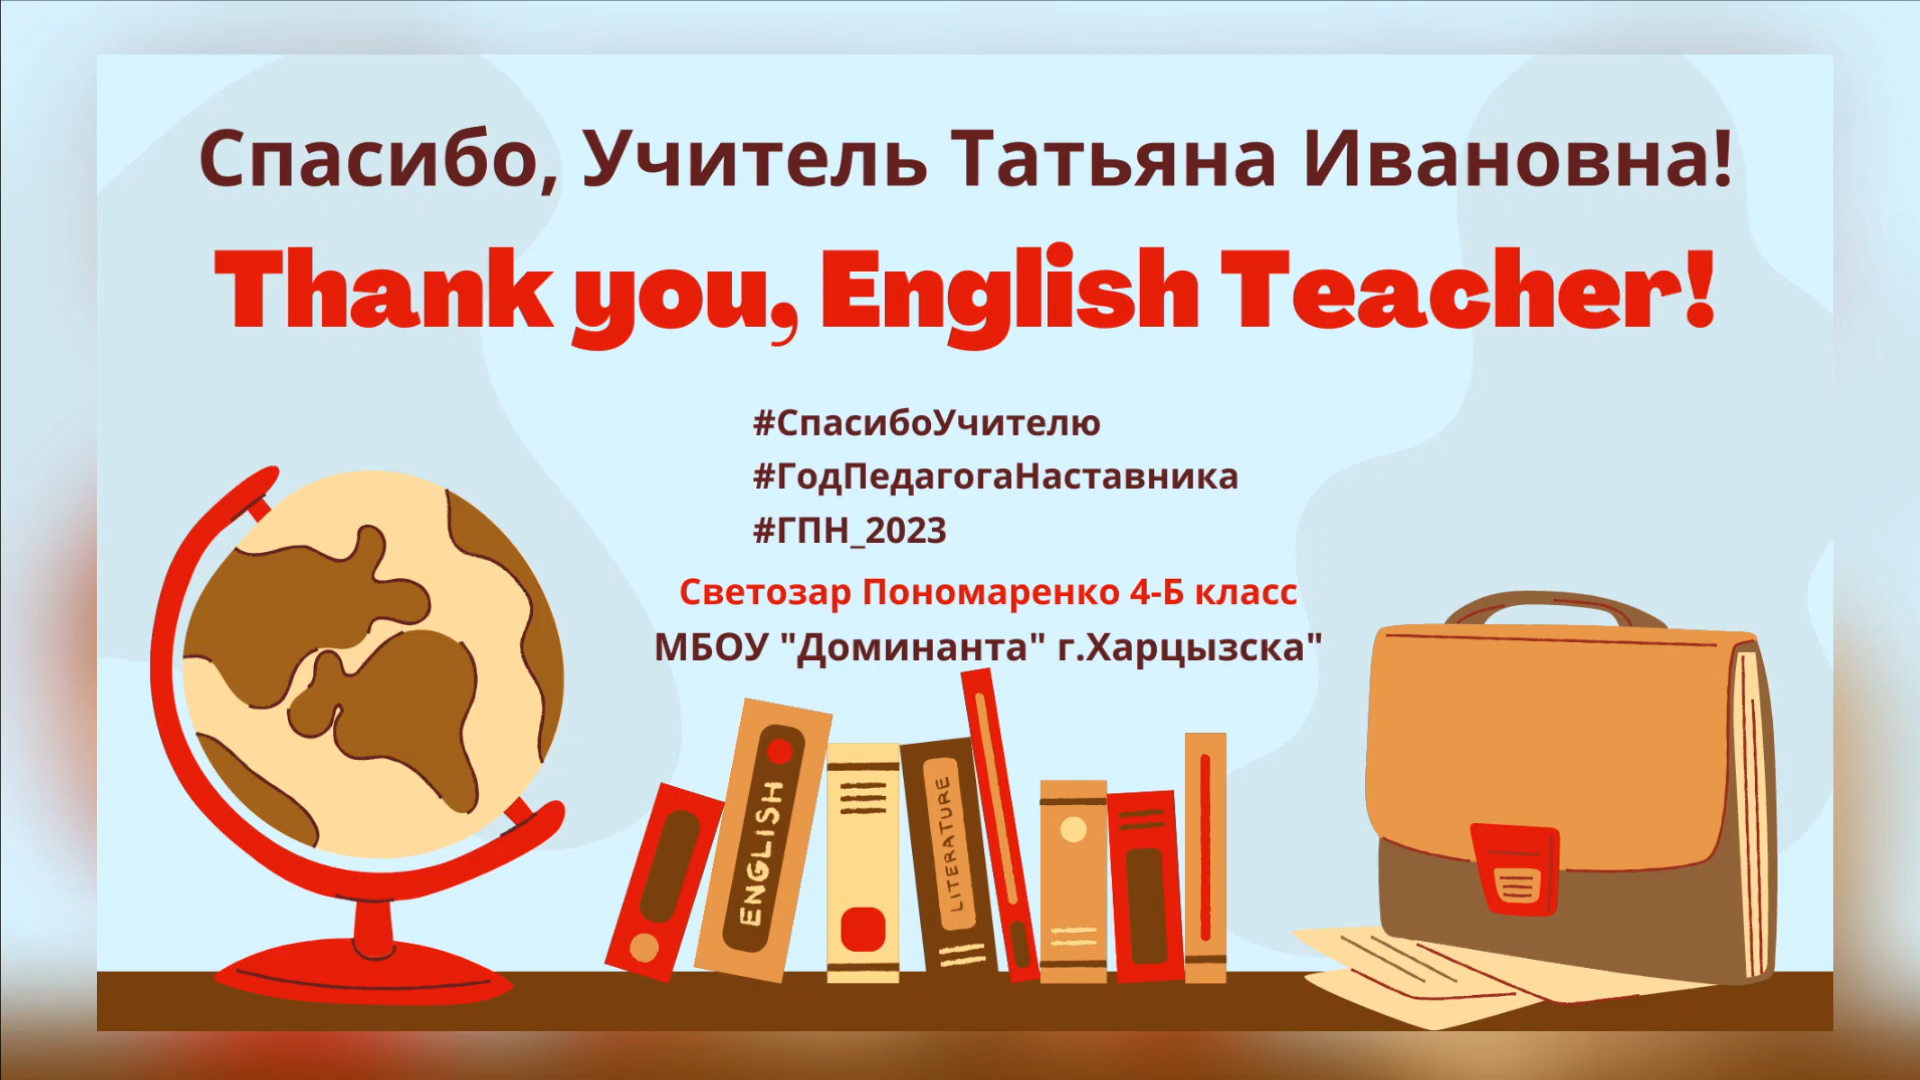 Спасибо, Учитель Татьяна Ивановна!
Thank you, English Teacher!
#СпасибоУчителю
#ГодПедагогаНаставника
#ГПН_2023
Светозар Пономаренко 4-Б класс
МБОУ "Доминанта" г.Харцызска"
ENGLISH
LITERATURE